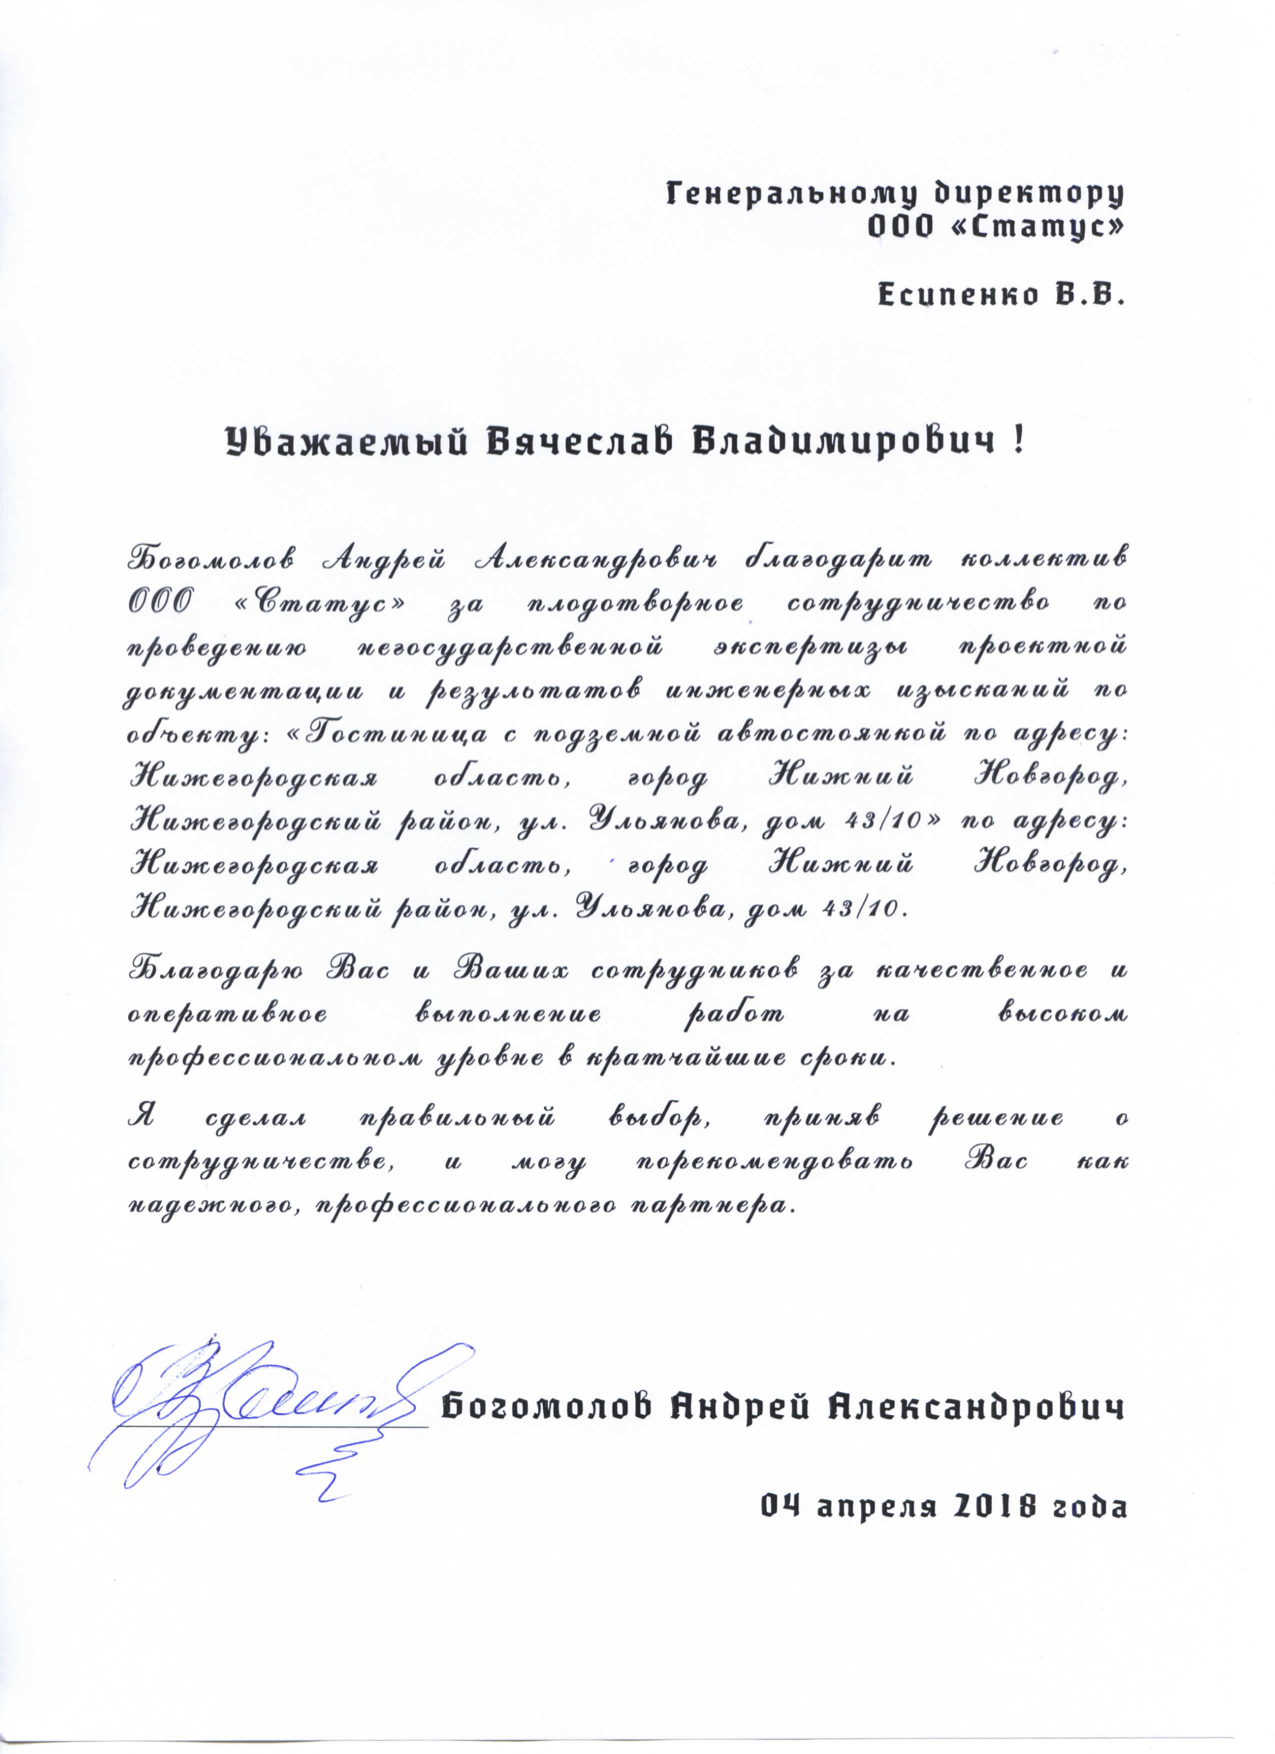 Генеральному директору
ООО «Статус»
Есипенко В.В.
Уважаемый Вячеслав Владимирович !
Богомолов Андрей Александрович благодарит коллектив
ООО «Статус» за плодотворное сотрудничество по
проведению негосударственной экспертизы проектной
документации и результатов инженерных изысканий по
объекту: «Гостиница с подземной автостоянкой по адресу:
Нижегородская область, город Нижний Новгород,
Нижегородский район, ул. Ульянова, дом 43/10» по адресу:
Нижегородская область, город Нижний Новгород,
Нижегородский район, ул. Ульянова, дом 43/10.
Благодарю Вас и Ваших сотрудников за качественное и
оперативное выполнение работ на высоком
профессиональном уровне в кратчайшие сроки.
Я сделал правильный выбор, приняв решение о
сотрудничестве, и могу порекомендовать Вас как
надежного, профессионального партнера.
Богомолов Андрей Александрович
04 апреля 2018 года